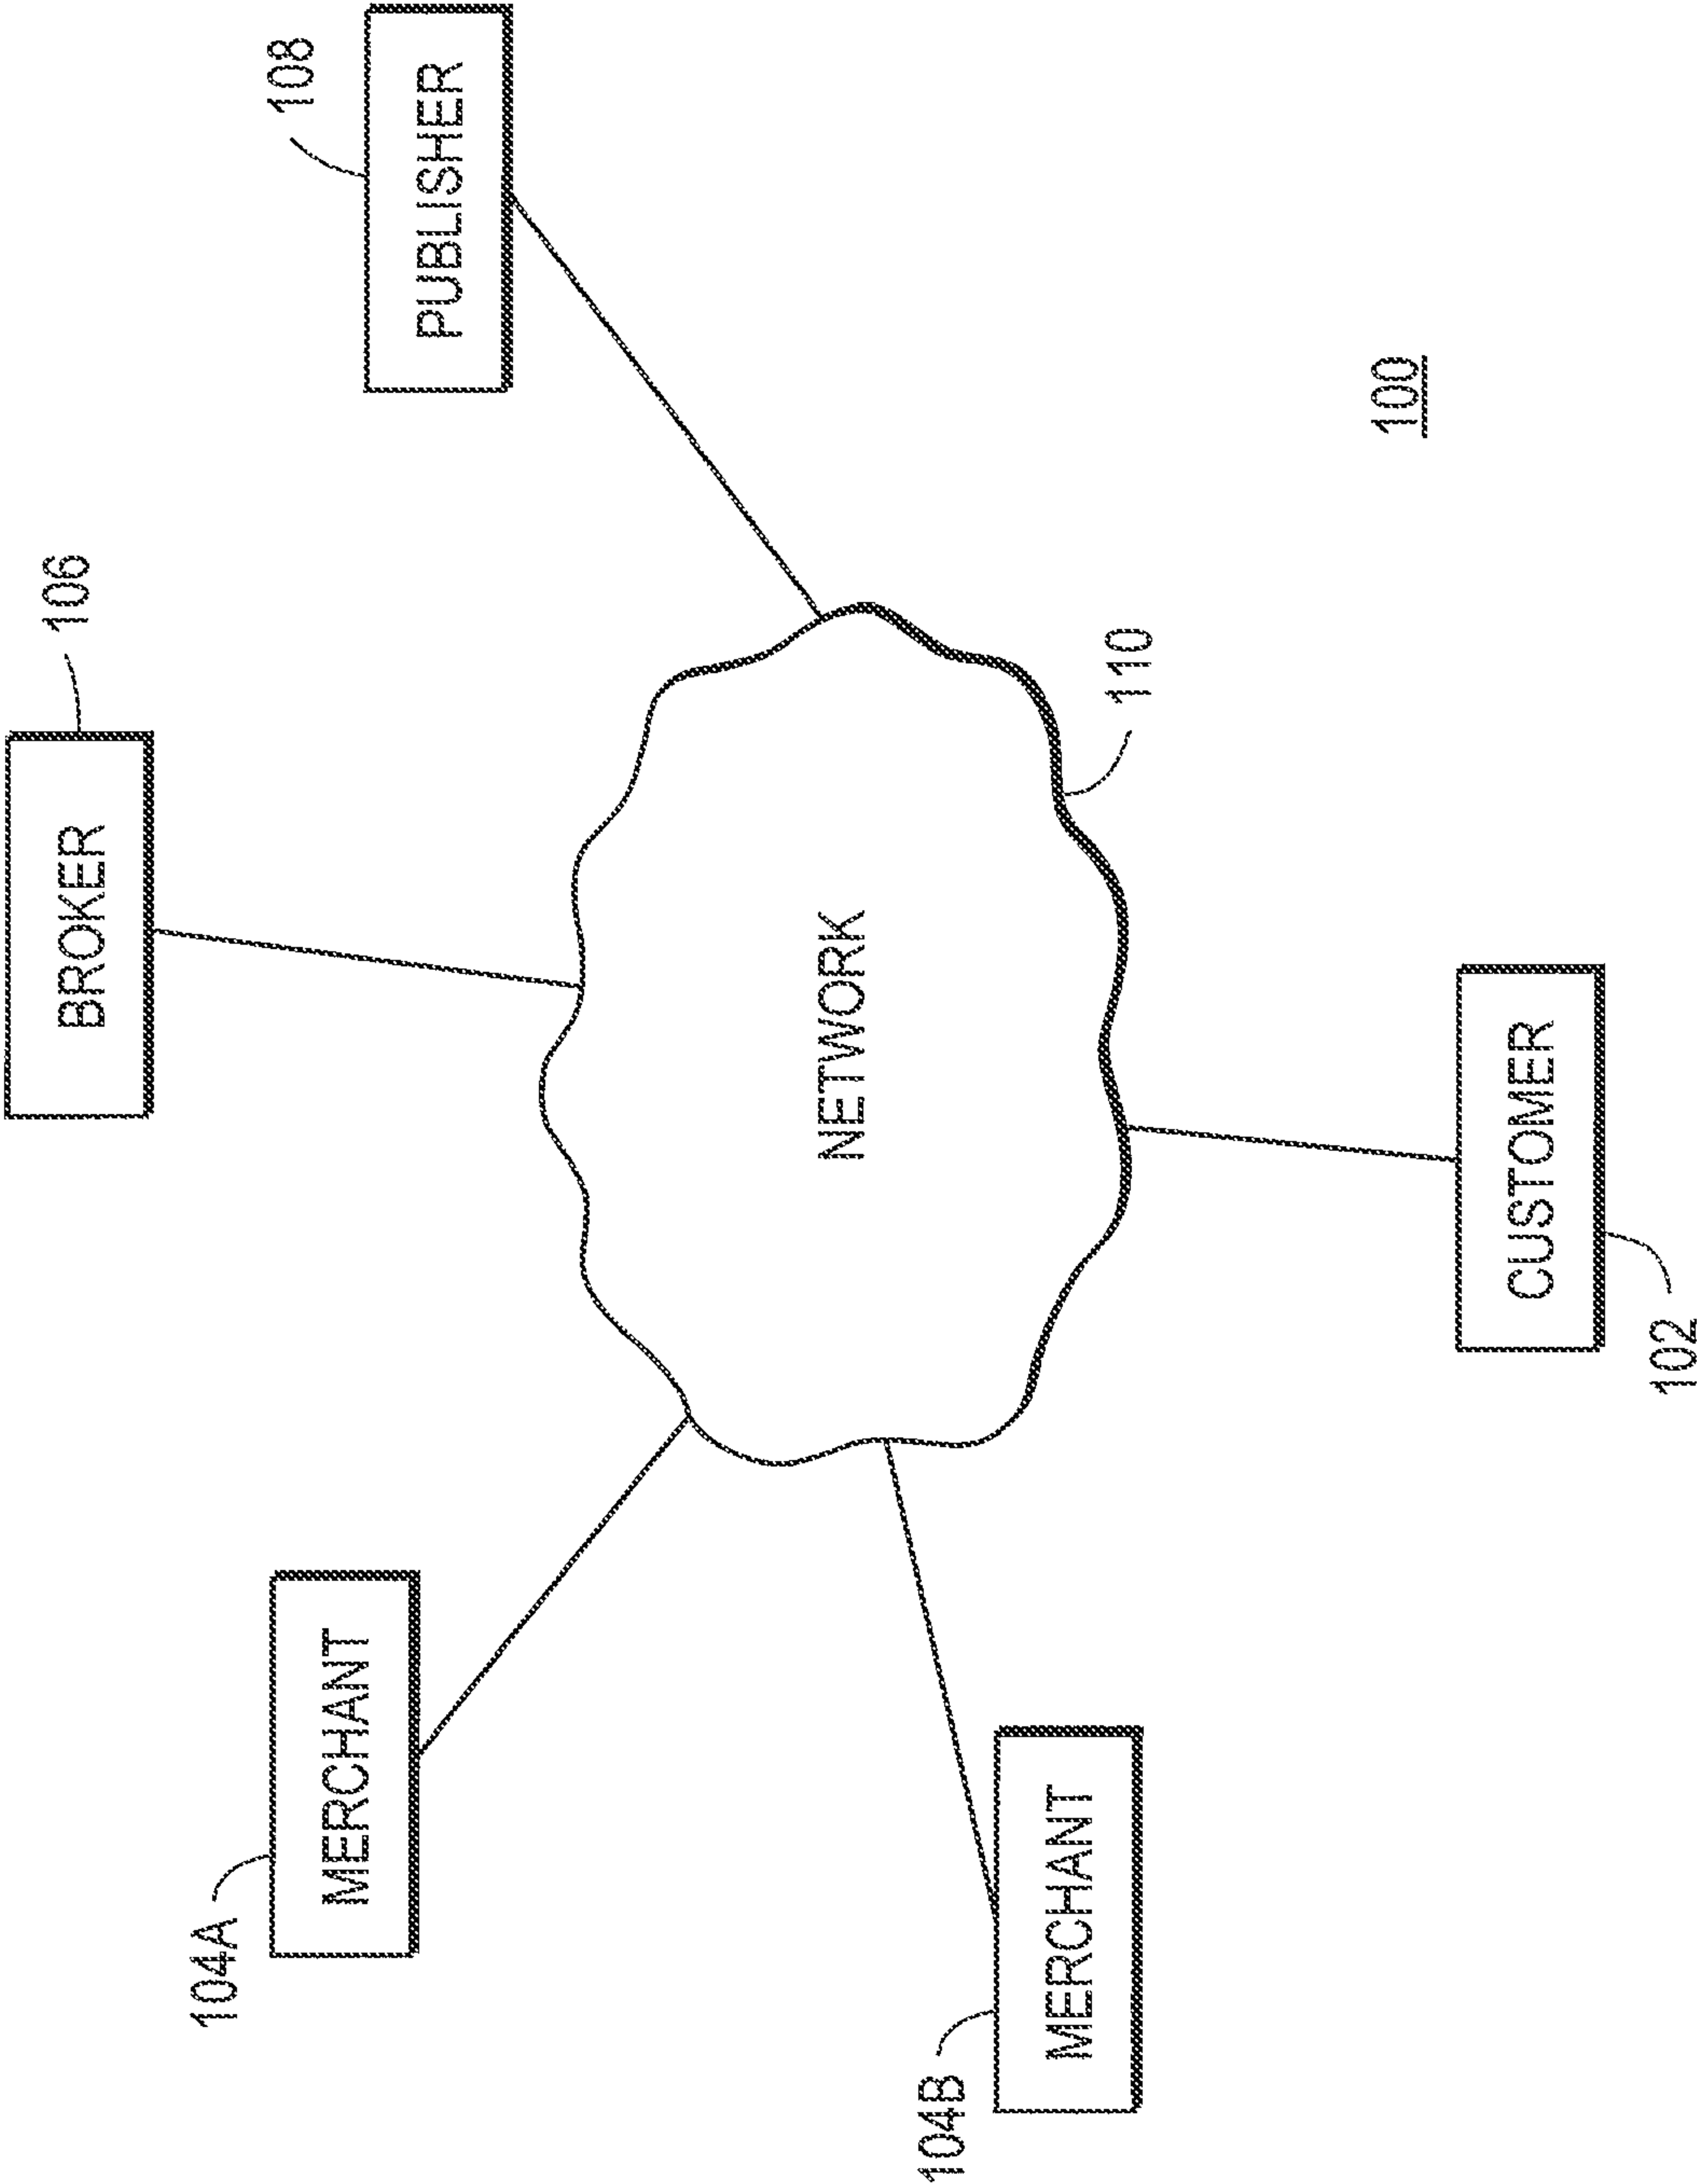 106
BROKER
108
PUBLISHER
104A
MERCHANT
NETWORK
110
104B
MERCHANT
CUSTOMER
102
100